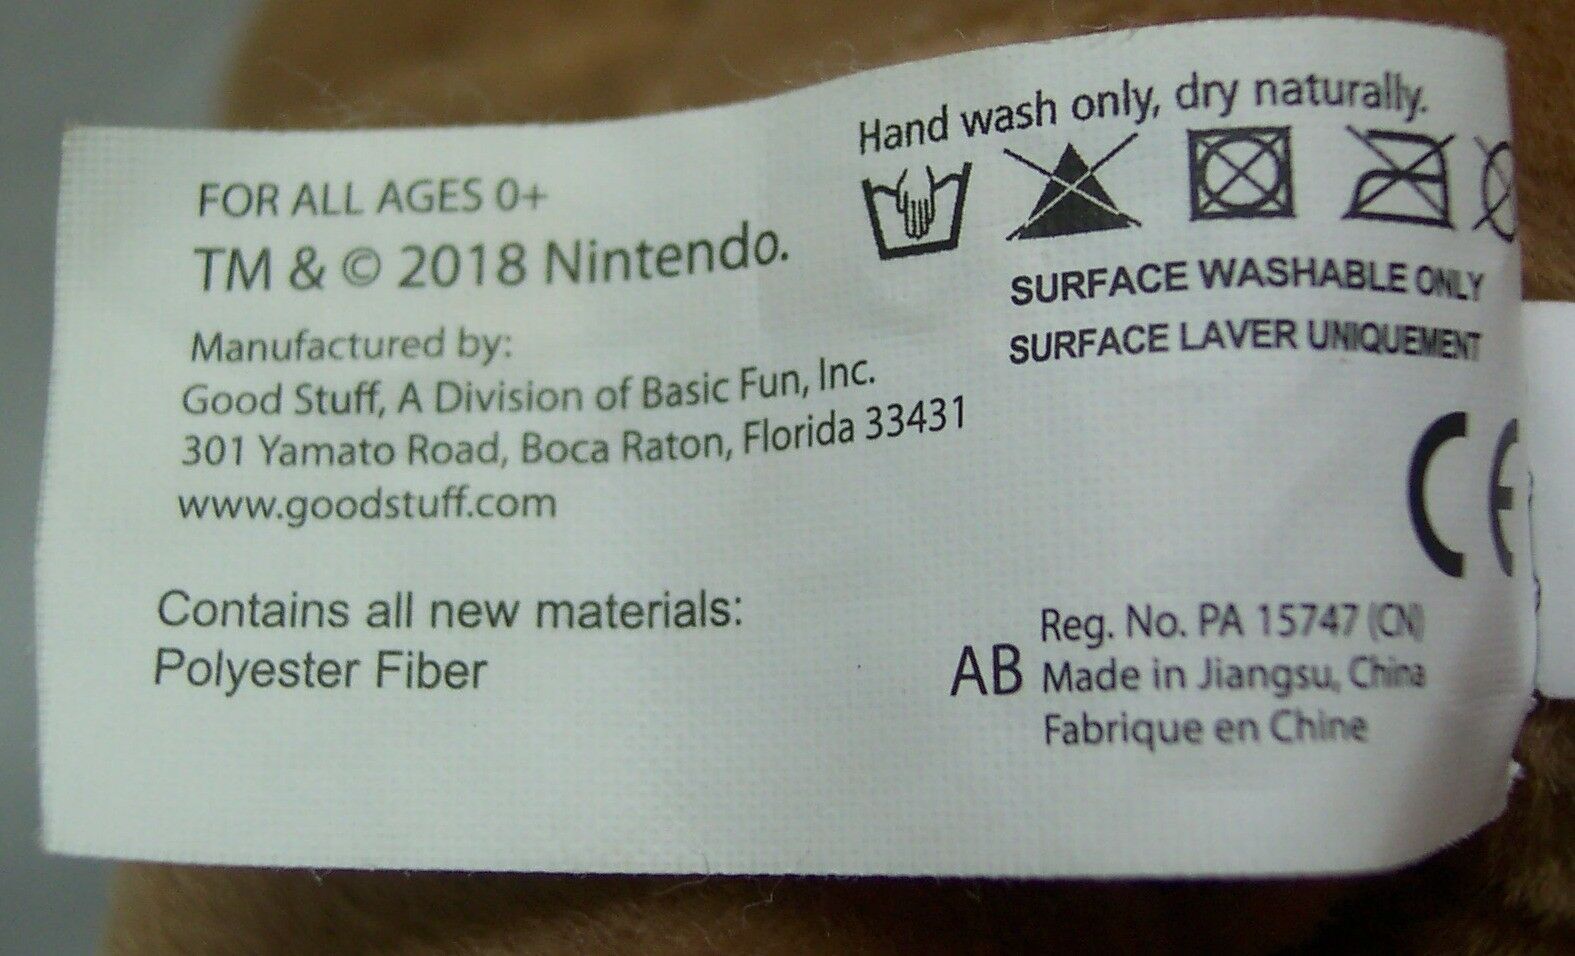 FOR ALL AGES 0+
TM & © 2018 Nintendo.
Manufactured by:
Good Stuff, A Division of Basic Fun, Inc.
301 Yamato Road, Boca Raton, Florida 33431
www.goodstuff.com
Contains all new materials:
Polyester Fiber
Hand wash only, dry naturally.
SURFACE WASHABLE ONLY
SURFACE LAVER UNIQUEMENT
CE
AB
Reg. No. PA 15747 (CN)
Made in Jiangsu, China
Fabrique en Chine